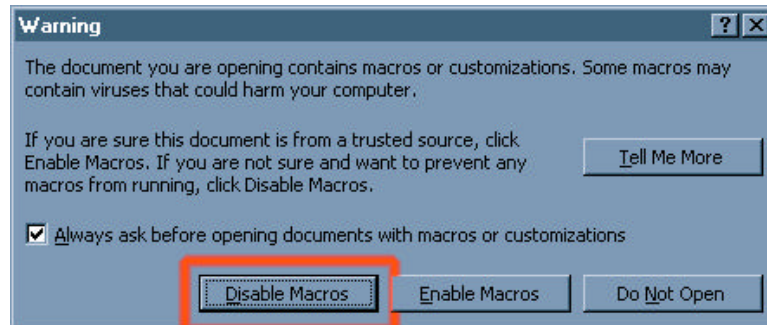 Warning
The document you are opening contains macros or customizations. Some macros may
contain viruses that could harm your computer.
If you are sure this document is from a trusted source, click
Enable Macros. If you are not sure and want to prevent any
macros from running, click Disable Macros.
Tell Me More
Always ask before opening documents with macros or customizations
Disable Macros Enable Macros Do Not Open